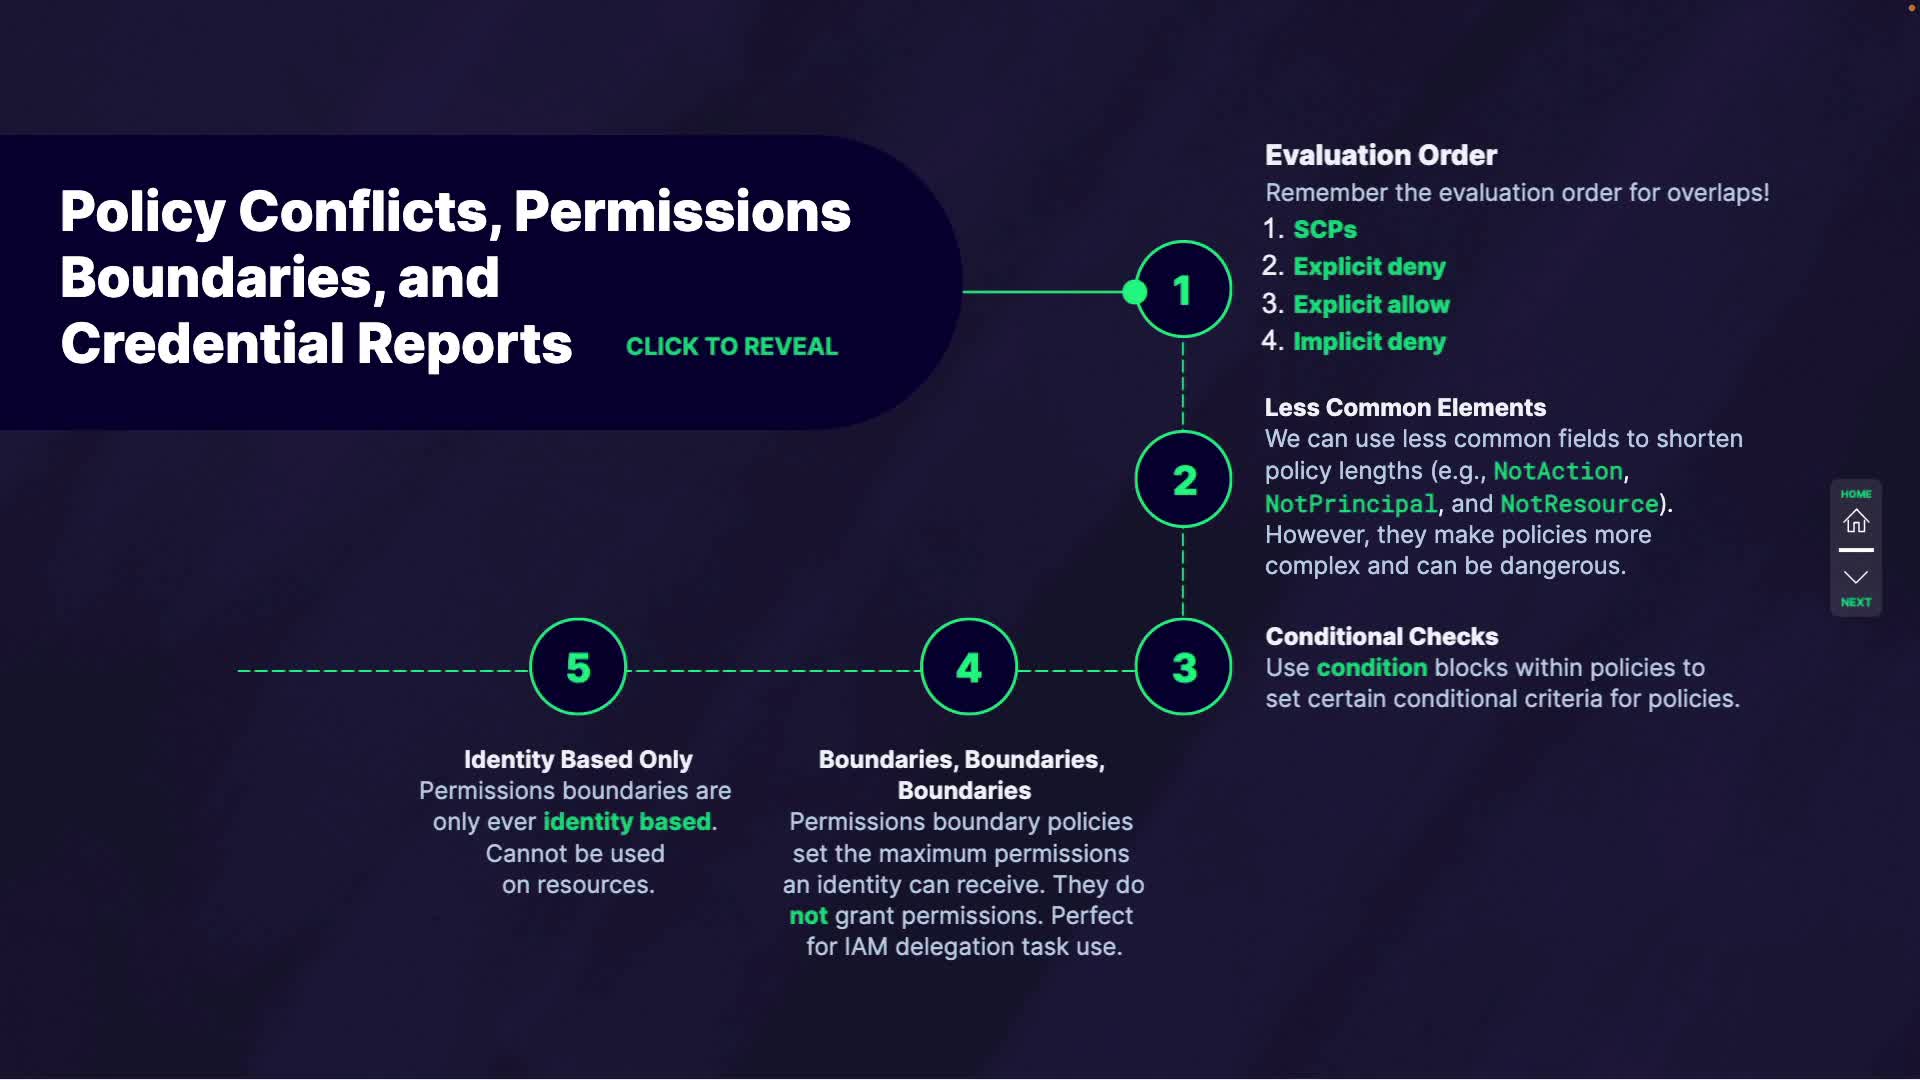 Policy Conflicts, Permissions
Boundaries, and
Credential Reports
CLICK TO REVEAL
1
Evaluation Order
Remember the evaluation order for overlaps!
1. SCPs
2. Explicit deny
3. Explicit allow
4. Implicit deny
2
Less Common Elements
We can use less common fields to shorten
policy lengths (e.g., NotAction,
NotPrincipal, and NotResource).
However, they make policies more
complex and can be dangerous.
3
Conditional Checks
Use condition blocks within policies to
set certain conditional criteria for policies.
4
Boundaries, Boundaries,
Boundaries
Permissions boundary policies
set the maximum permissions
an identity can receive. They do
not grant permissions. Perfect
for IAM delegation task use.
5
Identity Based Only
Permissions boundaries are
only ever identity based.
Cannot be used
on resources.
HOME
NEXT